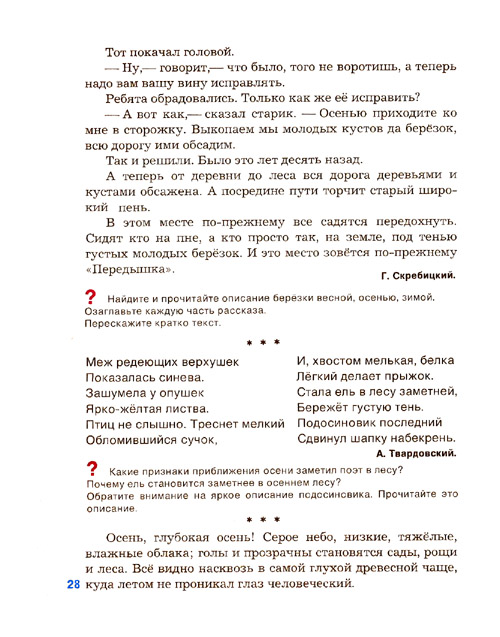 Тот покачал головой.
— Ну,— говорит,— что было, того не воротишь, а теперь
надо вам вашу вину исправлять.
Ребята обрадовались. Только как же её исправить?
— А вот как,— сказал старик. — Осенью приходите ко
мне в сторожку. Выкопаем мы молодых кустов да берёзок,
всю дорогу ими обсадим.
Так и решили. Было это лет десять назад.
А теперь от деревни до леса вся дорога деревьями и
кустами обсажена. А посредине пути торчит старый широ-
кий пень.
В этом месте по-прежнему все садятся передохнуть.
Сидят кто на пне, а кто просто так, на земле, под тенью
густых молодых берёзок. И это место зовётся по-прежнему
«Передышка».
Г. Скребицкий.
? Найдите и прочитайте описание берёзки весной, осенью, зимой.
Озаглавьте каждую часть рассказа.
Перескажите кратко текст.
* * *
Меж редеющих верхушек
Показалась синева.
Зашумела у опушек
Ярко-жёлтая листва.
Птиц не слышно. Треснет мелкий
Обломившийся сучок,
И, хвостом мелькая, белка
Лёгкий делает прыжок.
Стала ель в лесу заметней,
Бережёт густую тень.
Подосиновик последний
Сдвинул шапку набекрень.
А. Твардовский.
? Какие признаки приближения осени заметил поэт в лесу?
Почему ель становится заметнее в осеннем лесу?
Обратите внимание на яркое описание подосиновика. Прочитайте это
описание.
* * *
Осень, глубокая осень! Серое небо, низкие, тяжёлые,
влажные облака; голы и прозрачны становятся сады, рощи
и леса. Всё видно насквозь в самой глухой древесной чаще,
куда летом не проникал глаз человеческий.
28